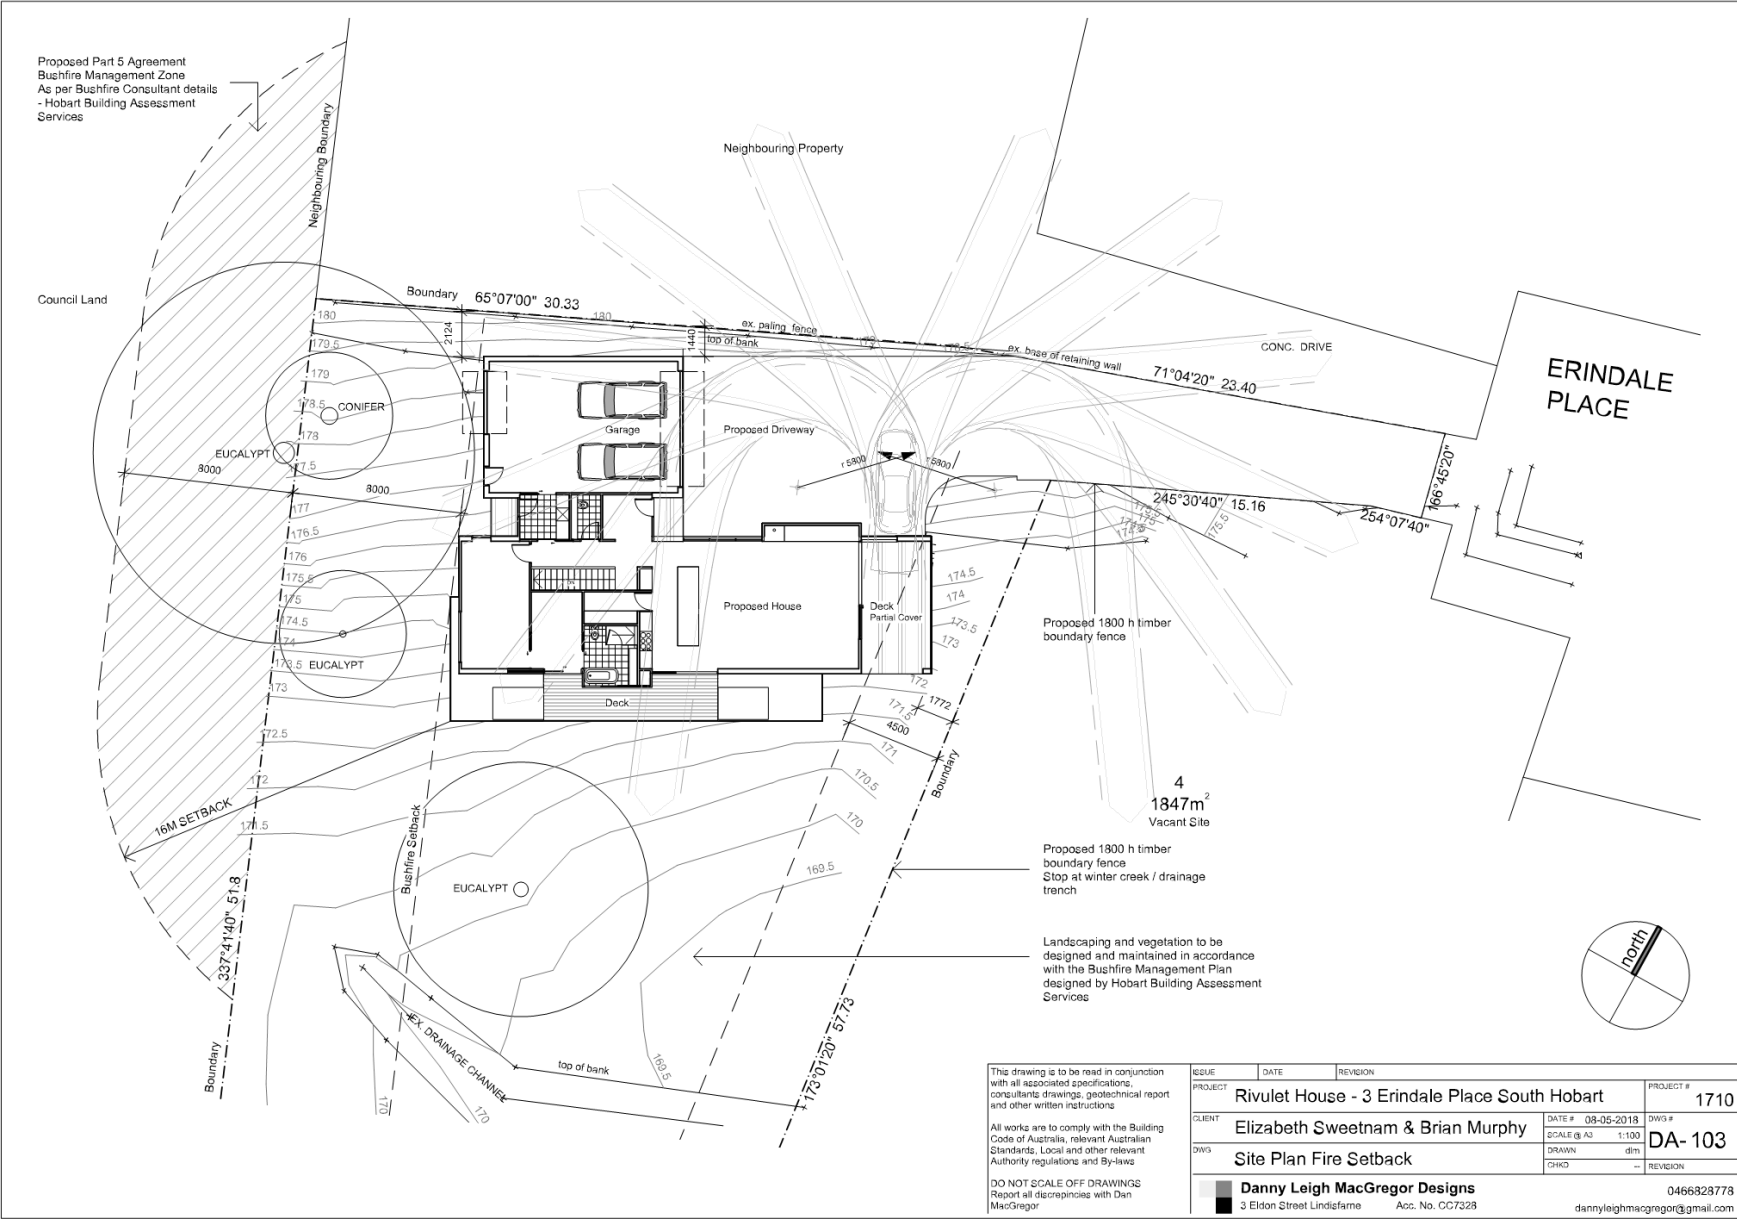 Proposed Part 5 Agreement
Bushfire Management Zone
As per Bushfire Consultant details
- Hobart Building Assessment
Services
Neighbouring Boundary
Neighbouring Property
Council Land
Boundary
65°07'00" 30.33
ex. paling fence
top of bank
ex. base of retaining wall
71°04'20" 23.40
CONC. DRIVE
ERINDALE
PLACE
180
180
179.5
179
178.5
178
177
176.5
176
175.5
175
174.5
174
173.5
173
172.5
172
171.5
2124
1440
CONIFER
EUCALYPT
8000
8000
Garage
Proposed Driveway
r 5800
r 5800
166°45'20"
245°30'40" 15.16
254°07'40"
175.5
EUCALYPT
Proposed House
Deck
Partial Cover
174.5
174
173.5
173
172
171.5
171
170.5
170
169.5
1772
4500
Proposed 1800 h timber
boundary fence
Deck
Boundary
16M SETBACK
Bushfire Setback
EUCALYPT
4
1847m2
Vacant Site
Proposed 1800 h timber
boundary fence
Stop at winter creek / drainage
trench
337°41'40" 51.8
Boundary
Landscaping and vegetation to be
designed and maintained in accordance
with the Bushfire Management Plan
designed by Hobart Building Assessment
Services
north
EX. DRAINAGE CHANNEL
top of bank
169.5
170
170
173°01'20" 57.73
This drawing is to be read in conjunction
with all associated specifications,
consultants drawings, geotechnical report
and other written instructions
All works are to comply with the Building
Code of Australia, relevant Australian
Standards, Local and other relevant
Authority regulations and By-laws
DO NOT SCALE OFF DRAWINGS
Report all discrepincies with Dan
MacGregor
ISSUE DATE REVISION
PROJECT Rivulet House - 3 Erindale Place South Hobart
PROJECT # 1710
CLIENT Elizabeth Sweetnam & Brian Murphy
DATE # 08-05-2018
SCALE @ A3 1:100
DRAWN dlm
CHKD --
DWG # DA- 103
REVISION
DWG Site Plan Fire Setback
Danny Leigh MacGregor Designs
3 Eldon Street Lindisfarne Acc. No. CC7328
0466828778
dannyleighmacgregor@gmail.com